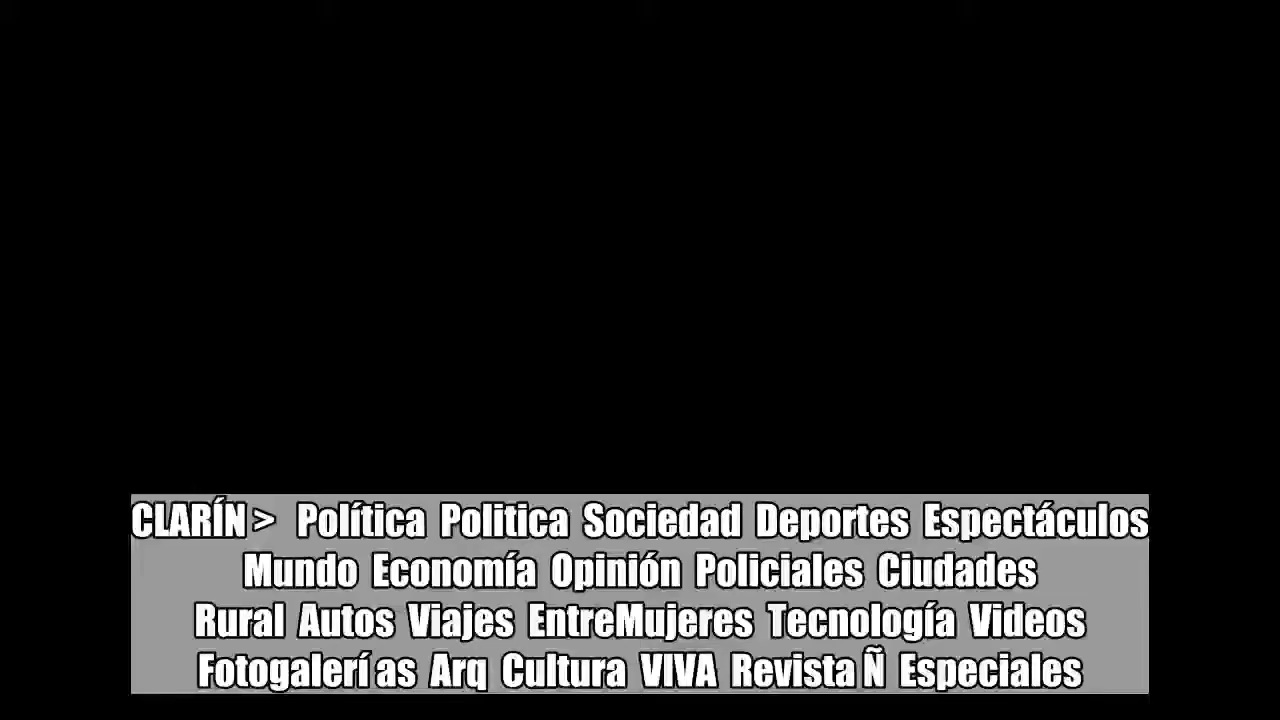 CLARÍN > Política Politica Sociedad Deportes Espectáculos
Mundo Economía Opinión Policiales Ciudades
Rural Autos Viajes EntreMujeres Tecnología Videos
Fotogalerí as Arq Cultura VIVA Revista Ñ Especiales